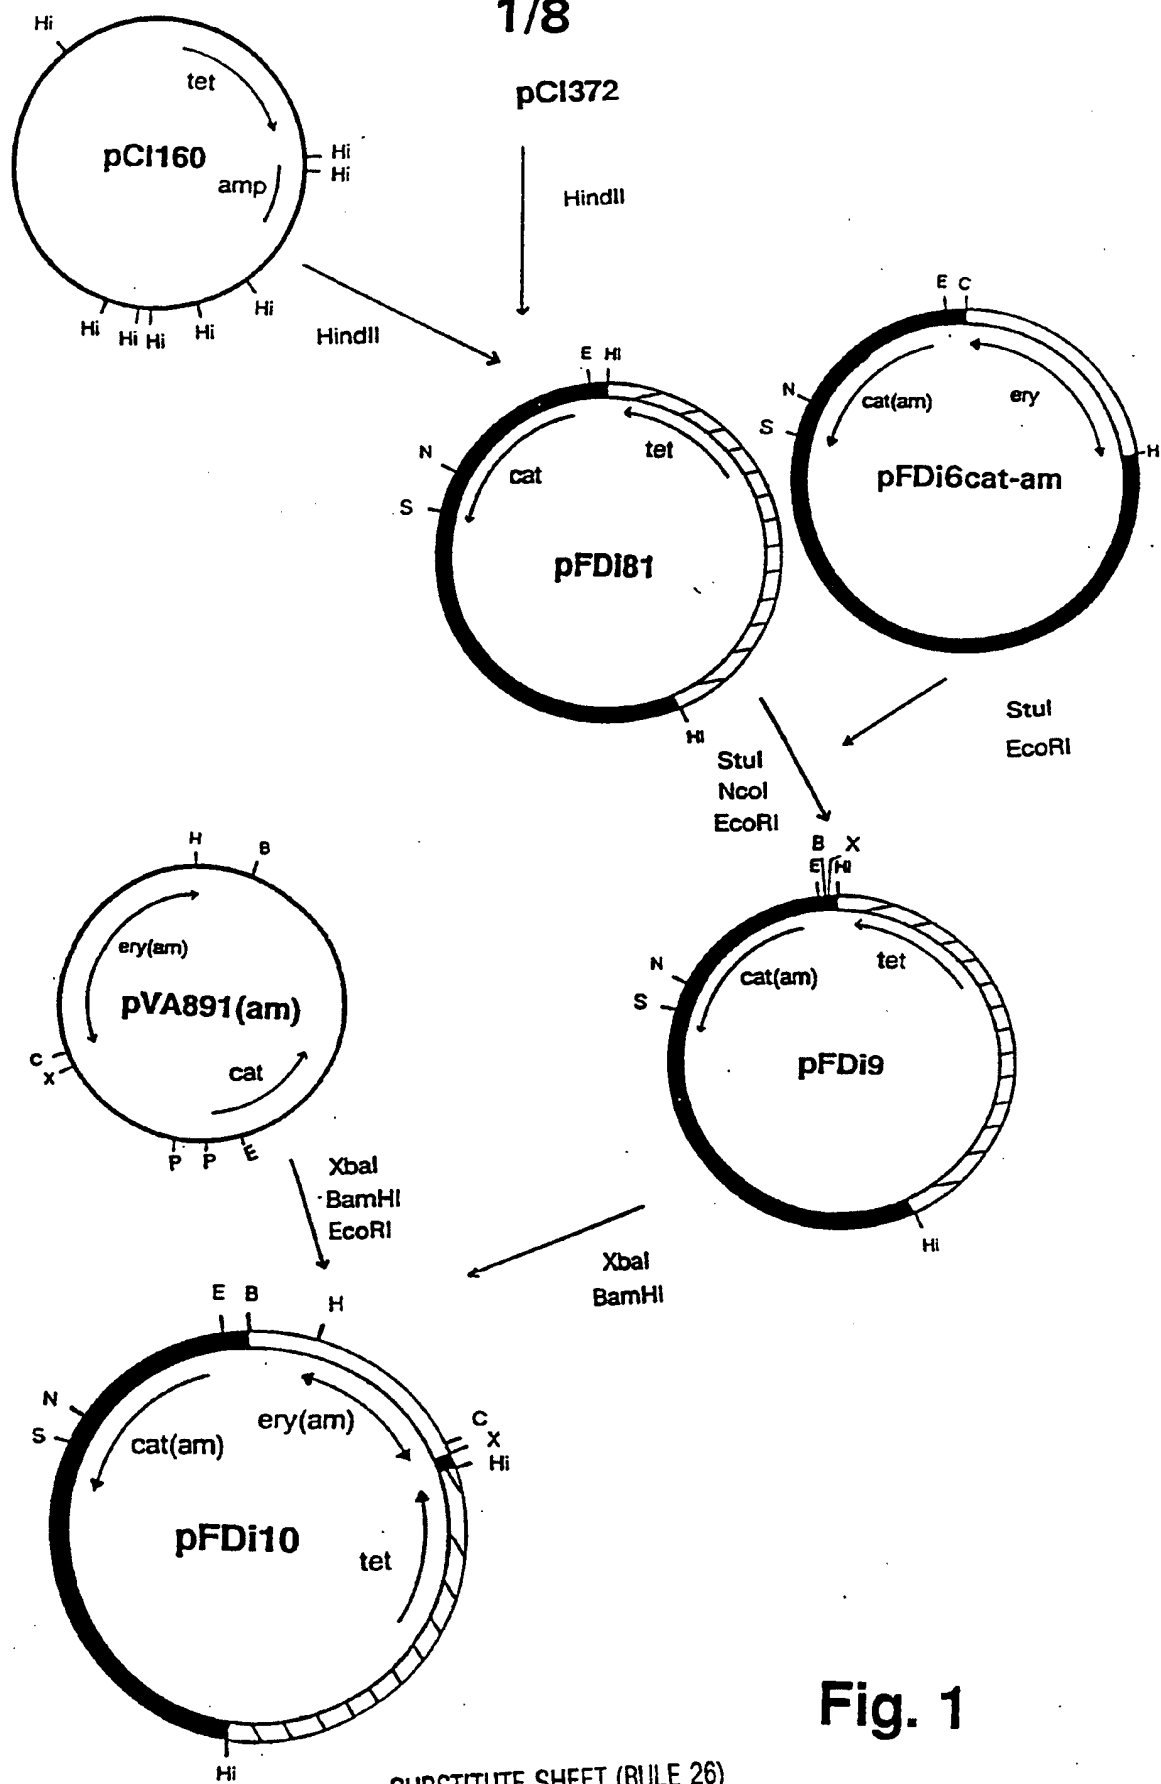 1/8
Hi
tet
pCI160
amp
Hi
Hi
Hi
Hi
Hi
Hi
Hi
pCI372
HindII
HindII
E C
N
S
cat(am)
ery
H
pFDi6cat-am
E Hi
N
S
cat
tet
pFDi81
Hi
StuI
NcoI
EcoRI
StuI
EcoRI
H
B
ery(am)
pVA891(am)
cat
C
X
P P E
XbaI
BamHI
EcoRI
B X
E Hi
N
S
cat(am)
tet
pFDi9
Hi
XbaI
BamHI
E B H
N
S
cat(am)
ery(am)
C
X
Hi
pFDi10
tet
Hi
Fig. 1
SUBSTITUTE SHEET (RULE 26)